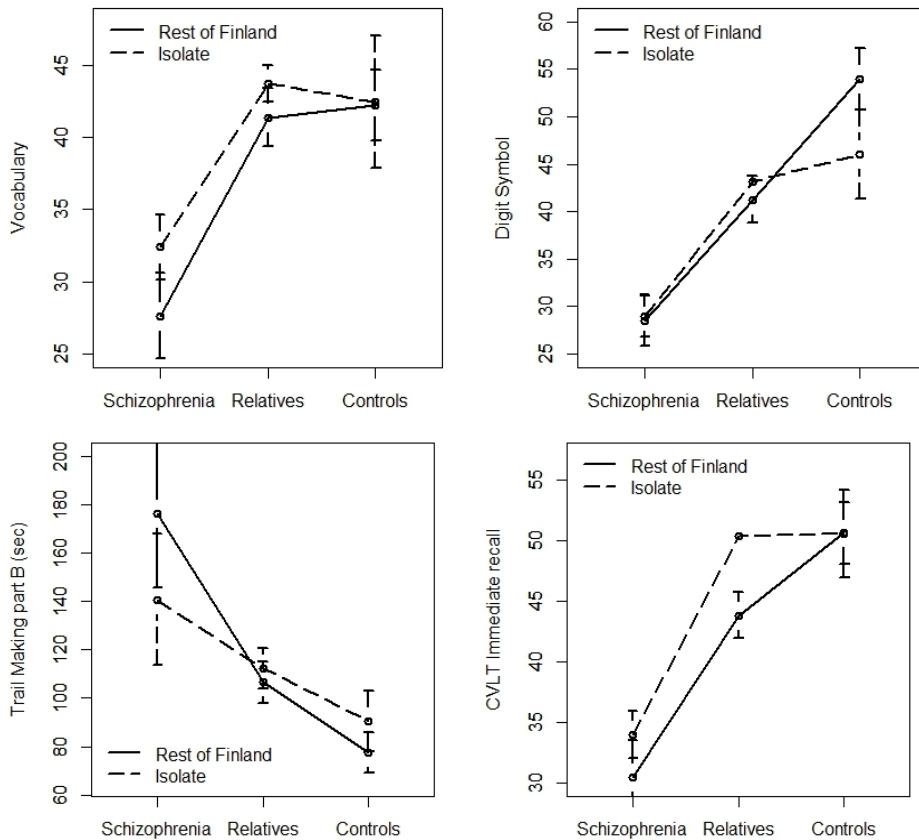 Rest of Finland
Isolate
Vocabulary
45
40
35
30
25
Schizophrenia Relatives Controls
Rest of Finland
Isolate
Digit Symbol
60
55
50
45
40
35
30
25
Schizophrenia Relatives Controls
Trail Making part B (sec)
200
180
160
140
120
100
80
60
Rest of Finland
Isolate
Schizophrenia Relatives Controls
Rest of Finland
Isolate
CVLT Immediate recall
55
50
45
40
35
30
Schizophrenia Relatives Controls